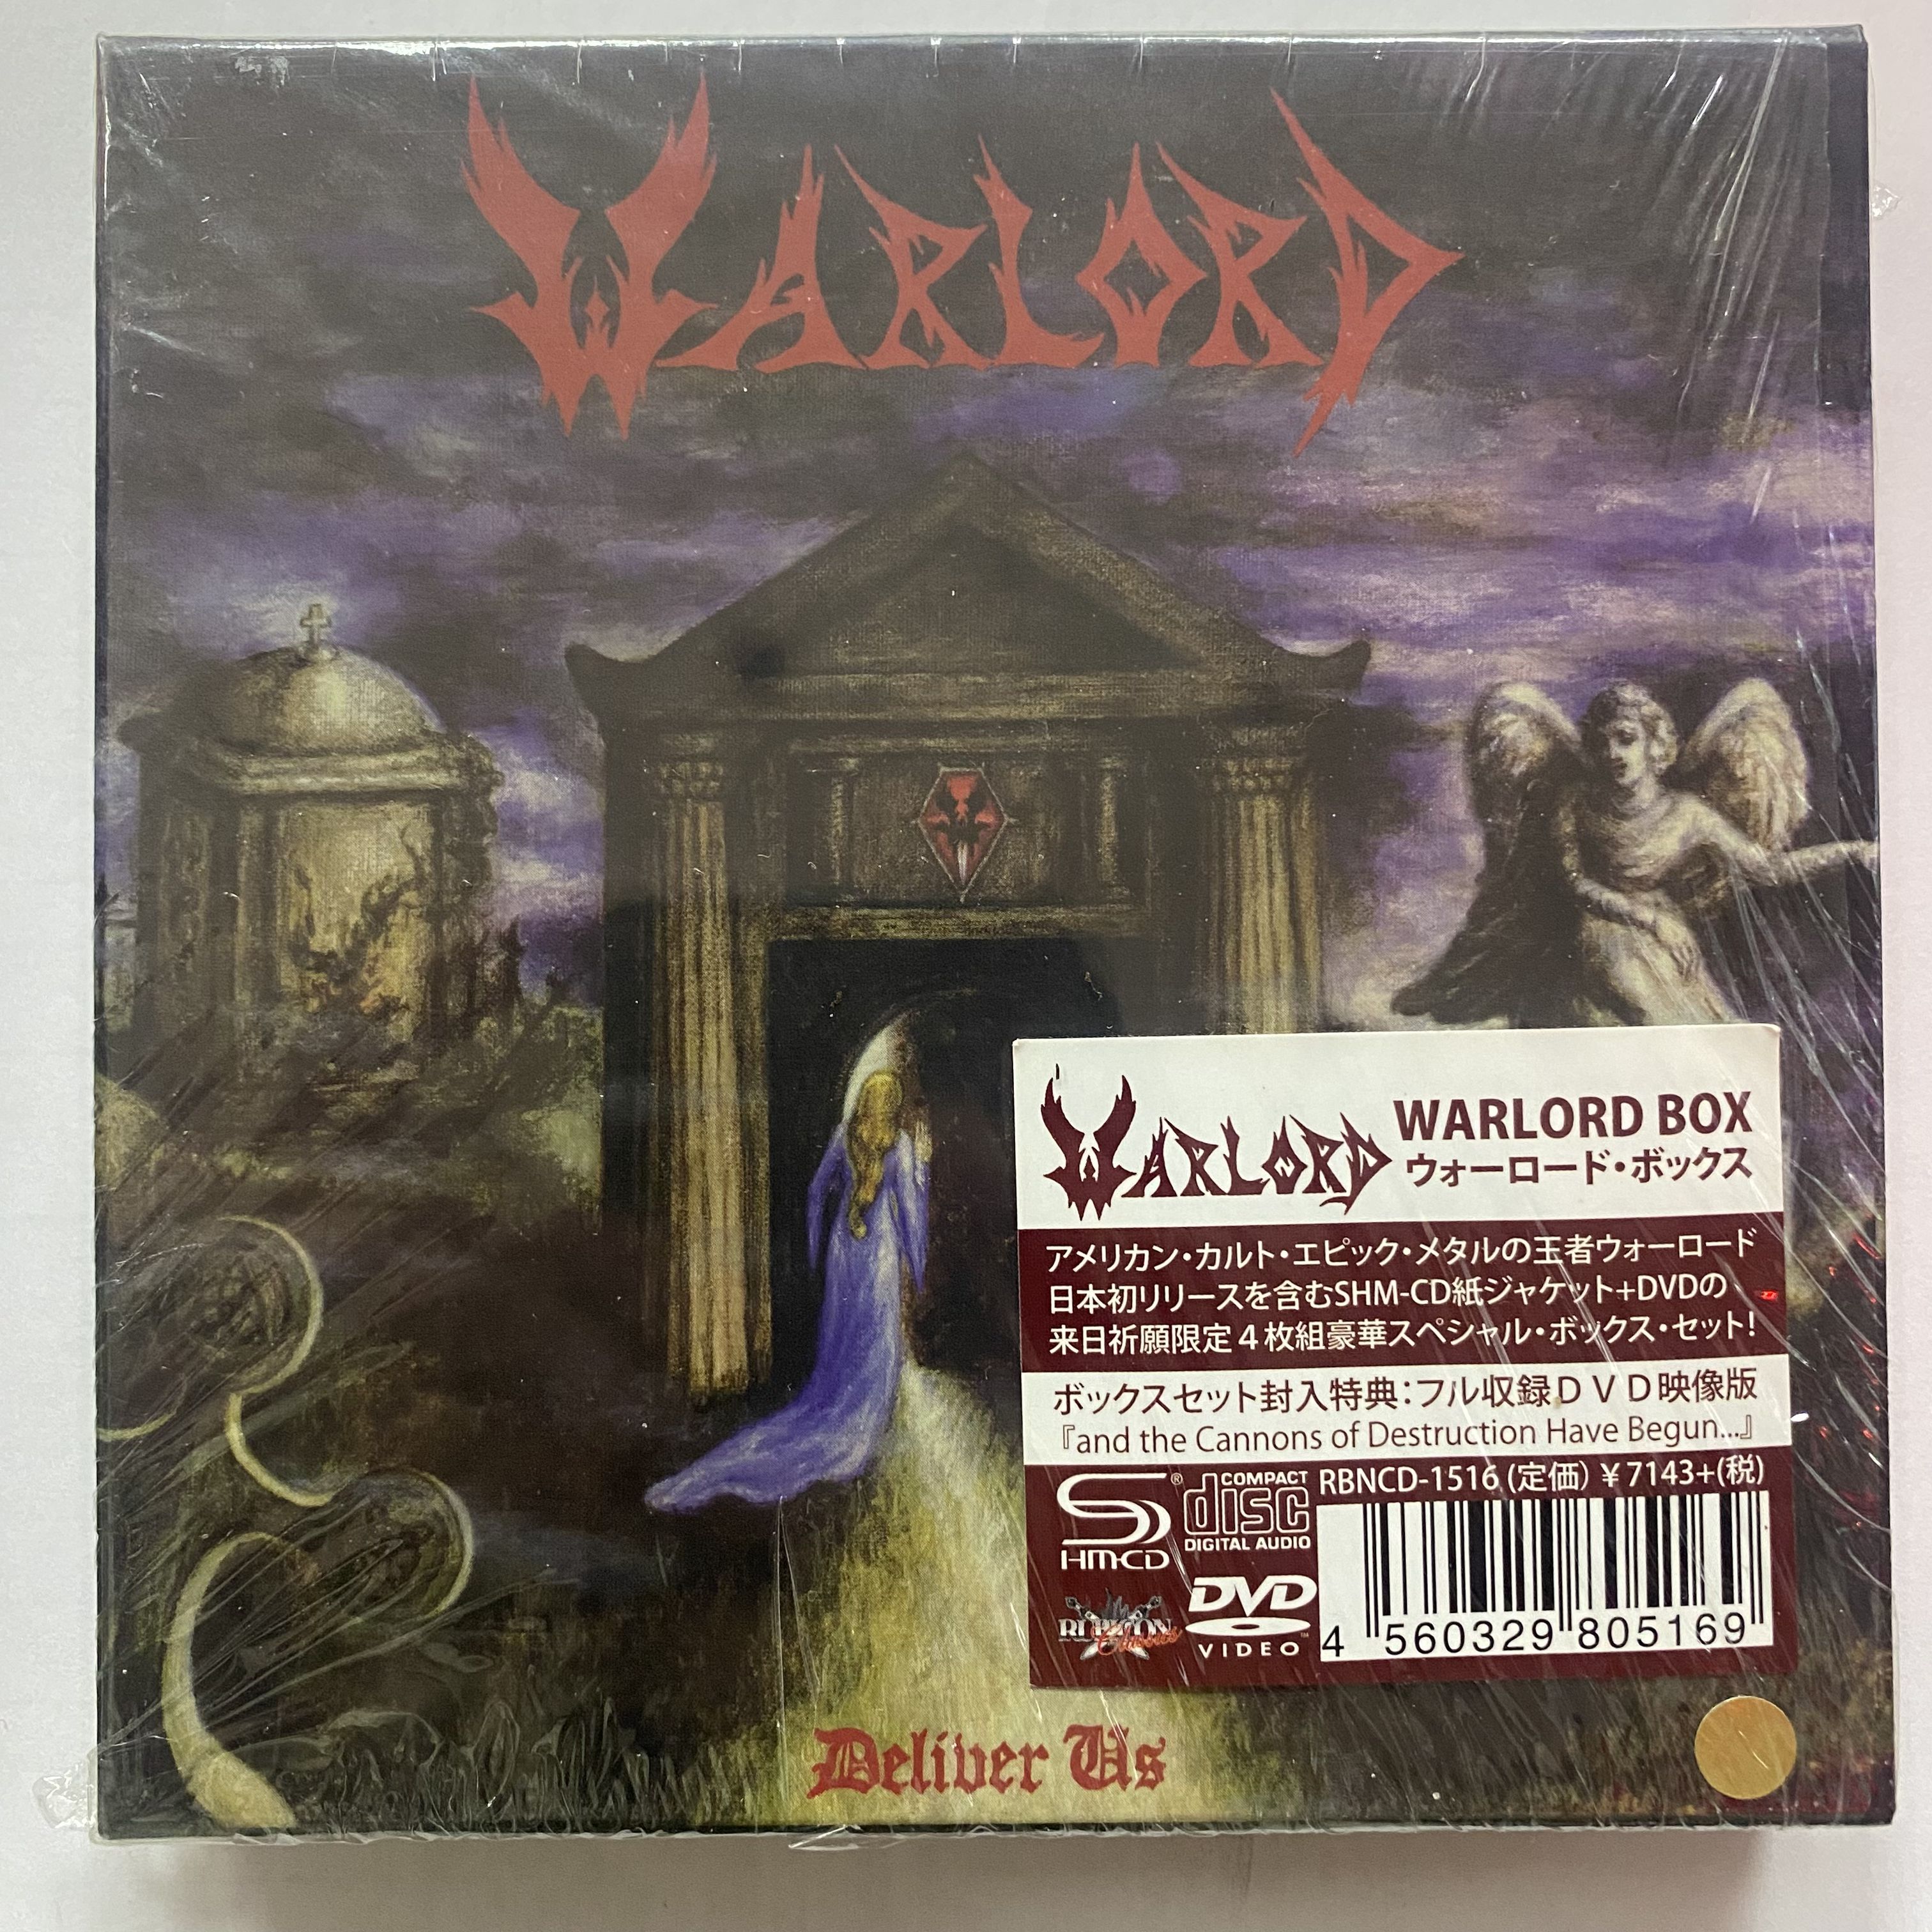 WARLORD
WARLORD
WARLORD BOX
ウォーロード・ボックス
アメリカン・カルト・エピック・メタルの王者ウォーロード
日本初リリースを含むSHM-CD紙ジャケット+DVDの
来日祈願限定４枚組豪華スペシャル・ボックス・セット!
ボックスセット封入特典：フル収録ＤＶＤ映像版
『and the Cannons of Destruction Have Begun...』
SHM-CD ®
COMPACT disc DIGITAL AUDIO
RBNCD-1516 (定価) ¥7143+(税)
RUBICON Classics
DVD VIDEO
4 560329 805169
Deliver Us